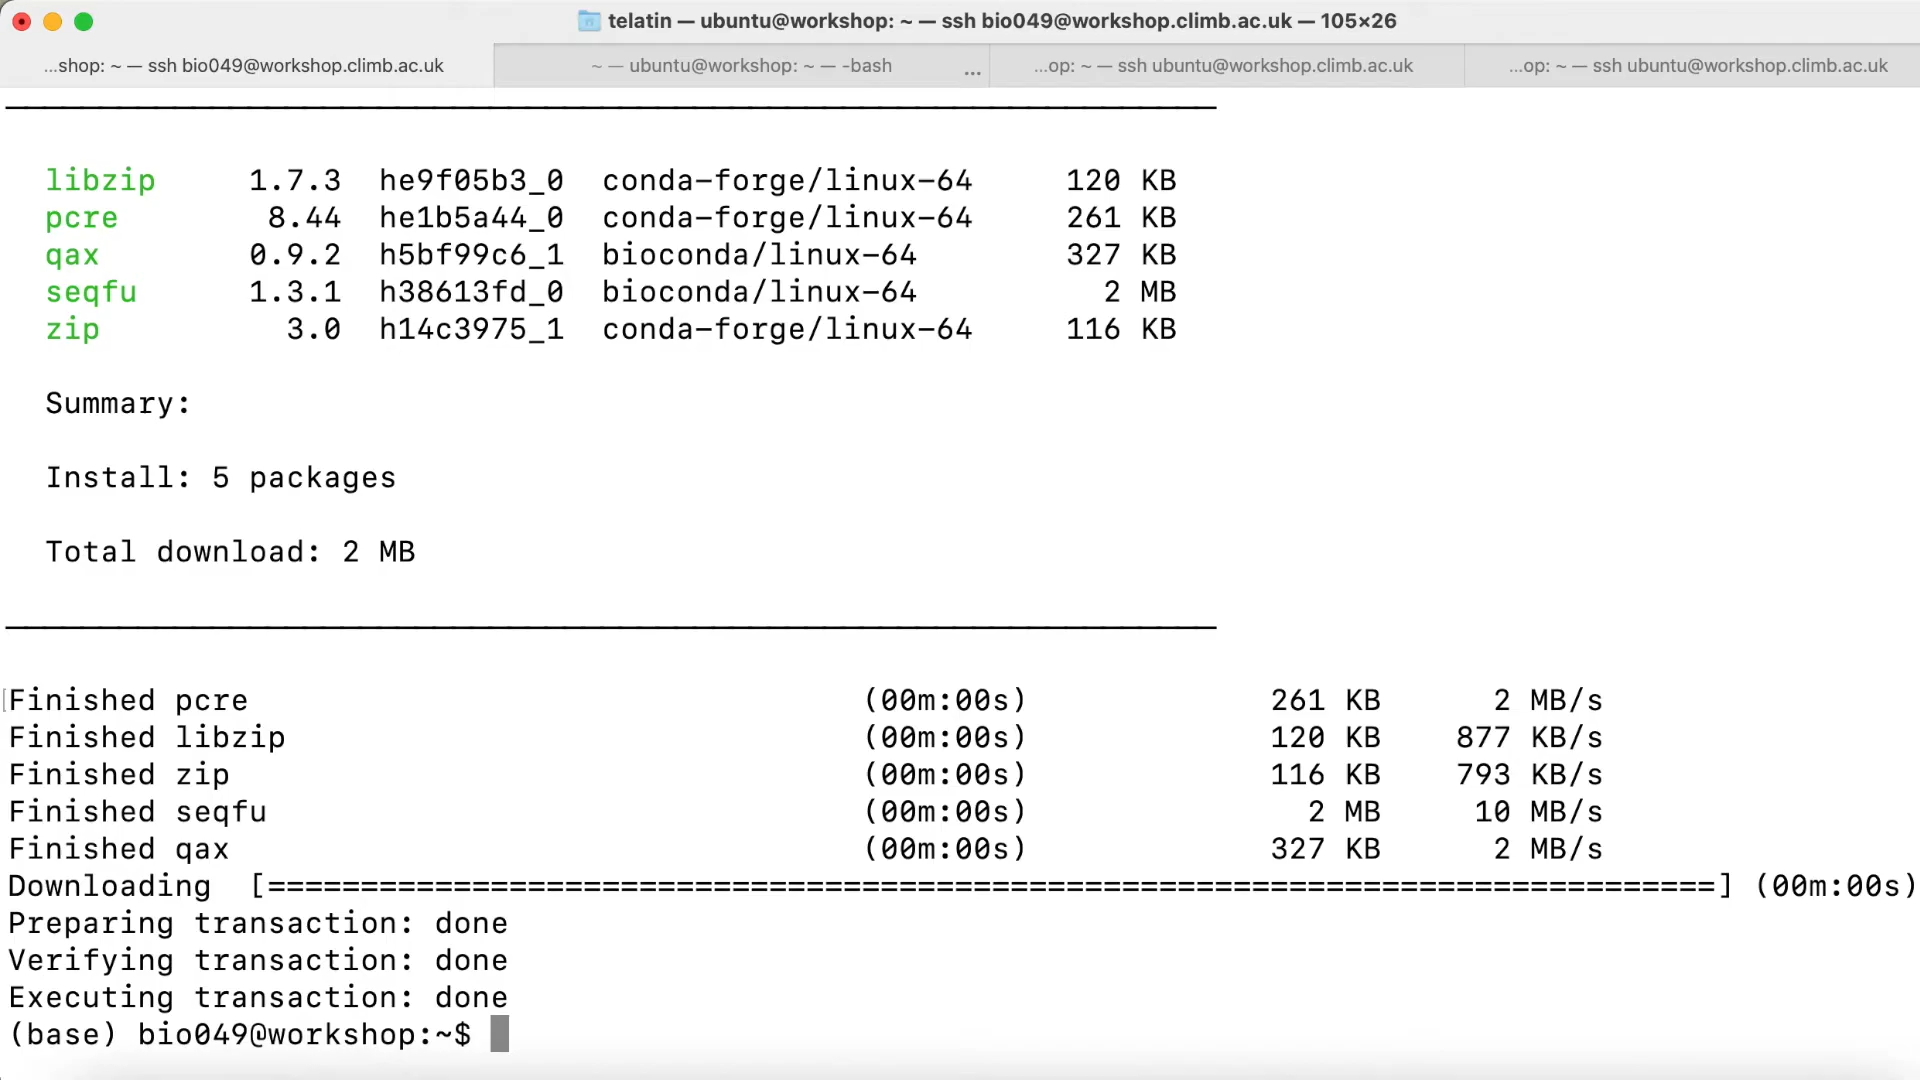 telatin — ubuntu@workshop: ~ — ssh bio049@workshop.climb.ac.uk — 105×26
...shop: ~ — ssh bio049@workshop.climb.ac.uk
~ — ubuntu@workshop: ~ — -bash ...
...op: ~ — ssh ubuntu@workshop.climb.ac.uk
...op: ~ — ssh ubuntu@workshop.climb.ac.uk
libzip 1.7.3 he9f05b3_0 conda-forge/linux-64 120 KB
pcre 8.44 he1b5a44_0 conda-forge/linux-64 261 KB
qax 0.9.2 h5bf99c6_1 bioconda/linux-64 327 KB
seqfu 1.3.1 h38613fd_0 bioconda/linux-64 2 MB
zip 3.0 h14c3975_1 conda-forge/linux-64 116 KB
Summary:
Install: 5 packages
Total download: 2 MB
Finished pcre (00m:00s) 261 KB 2 MB/s
Finished libzip (00m:00s) 120 KB 877 KB/s
Finished zip (00m:00s) 116 KB 793 KB/s
Finished seqfu (00m:00s) 2 MB 10 MB/s
Finished qax (00m:00s) 327 KB 2 MB/s
Downloading [==============================================================================] (00m:00s)
Preparing transaction: done
Verifying transaction: done
Executing transaction: done
(base) bio049@workshop:~$